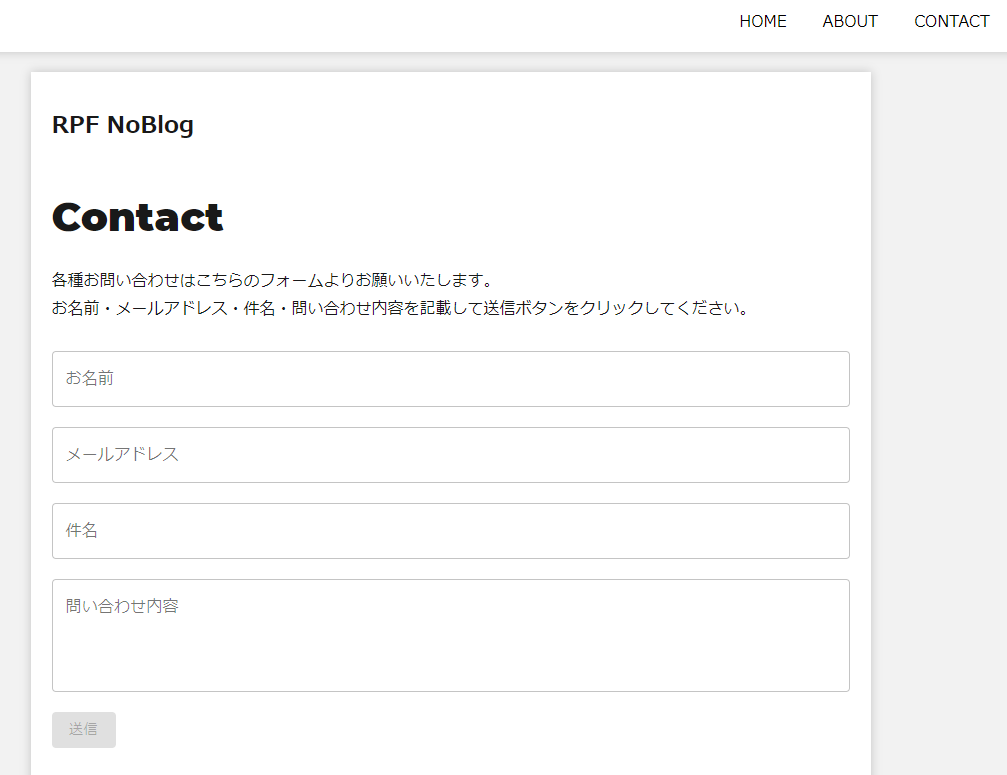 HOME ABOUT CONTACT
RPF NoBlog
Contact
各種お問い合わせはこちらのフォームよりお願いいたします。
お名前・メールアドレス・件名・問い合わせ内容を記載して送信ボタンをクリックしてください。
お名前
メールアドレス
件名
問い合わせ内容
送信